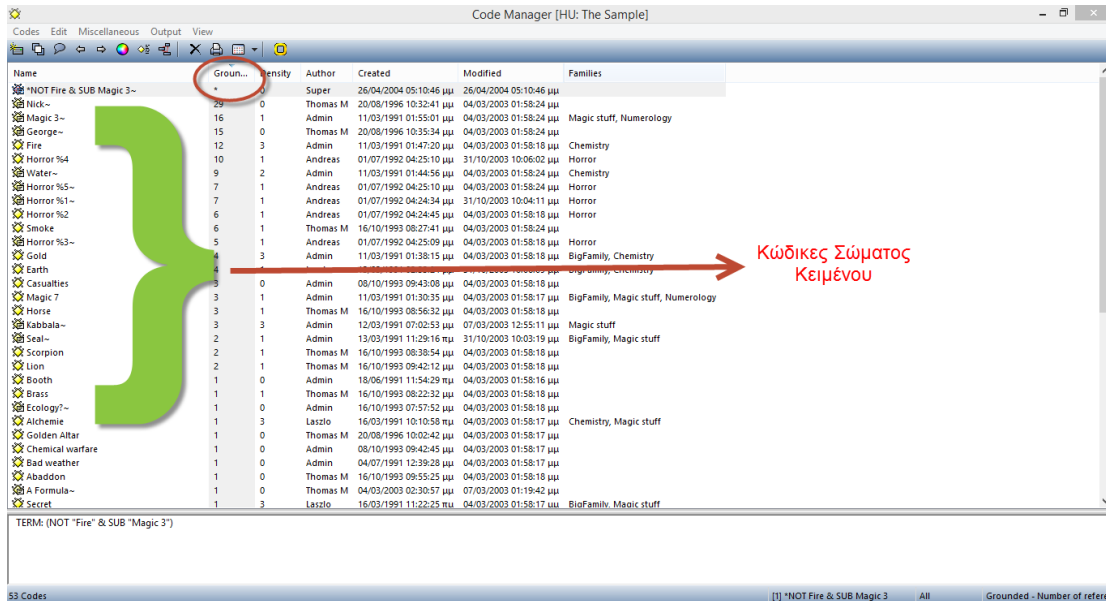 Code Manager [HU: The Sample]
Codes Edit Miscellaneous Output View
Name Groun... Density Author Created Modified Families
*NOT Fire & SUB Magic 3~ * 0 Super 26/04/2004 05:10:46 μμ 26/04/2004 05:10:46 μμ
Nick~ 29 0 Thomas M 20/08/1996 10:32:41 μμ 04/03/2003 01:58:24 μμ
Magic 3~ 16 1 Admin 11/03/1991 01:55:01 μμ 04/03/2003 01:58:24 μμ Magic stuff, Numerology
George~ 15 0 Thomas M 20/08/1996 10:35:34 μμ 04/03/2003 01:58:24 μμ
Fire 12 3 Admin 11/03/1991 01:47:20 μμ 04/03/2003 01:58:18 μμ Chemistry
Horror %4 10 1 Andreas 01/07/1992 04:25:10 μμ 31/10/2003 10:06:02 μμ Horror
Water~ 9 2 Admin 11/03/1991 01:44:56 μμ 04/03/2003 01:58:24 μμ Chemistry
Horror %5~ 7 1 Andreas 01/07/1992 04:25:10 μμ 04/03/2003 01:58:24 μμ Horror
Horror %1~ 7 1 Andreas 01/07/1992 04:24:34 μμ 31/10/2003 10:04:11 μμ Horror
Horror %2 6 1 Andreas 01/07/1992 04:24:45 μμ 04/03/2003 01:58:18 μμ Horror
Smoke 6 1 Thomas M 16/10/1993 08:27:41 μμ 04/03/2003 01:58:24 μμ
Horror %3~ 5 1 Andreas 01/07/1992 04:25:09 μμ 04/03/2003 01:58:18 μμ Horror
Gold 4 3 Admin 11/03/1991 01:38:15 μμ 04/03/2003 01:58:18 μμ BigFamily, Chemistry
Κώδικες Σώματος
Κειμένου
Earth 4 BigFamily, Chemistry
Casualties 3 0 Admin 08/10/1993 09:43:08 μμ 04/03/2003 01:58:18 μμ
Magic 7 3 1 Admin 11/03/1991 01:30:35 μμ 04/03/2003 01:58:17 μμ BigFamily, Magic stuff, Numerology
Horse 3 1 Thomas M 16/10/1993 08:56:32 μμ 04/03/2003 01:58:18 μμ
Kabbala~ 3 3 Admin 12/03/1991 07:02:53 μμ 07/03/2003 12:55:11 μμ Magic stuff
Seal~ 2 1 Admin 13/03/1991 11:29:16 πμ 31/10/2003 10:03:19 μμ BigFamily, Magic stuff
Scorpion 2 1 Thomas M 16/10/1993 08:38:54 μμ 04/03/2003 01:58:18 μμ
Lion 2 1 Thomas M 16/10/1993 09:42:12 μμ 04/03/2003 01:58:18 μμ
Booth 1 0 Admin 18/06/1991 11:54:29 πμ 04/03/2003 01:58:16 μμ
Brass 1 1 Thomas M 16/10/1993 08:22:32 μμ 04/03/2003 01:58:18 μμ
Ecology?~ 1 0 Admin 16/10/1993 07:57:52 μμ 04/03/2003 01:58:18 μμ
Alchemie 1 3 Laszlo 16/03/1991 10:10:58 πμ 04/03/2003 01:58:17 μμ Chemistry, Magic stuff
Golden Altar 1 0 Thomas M 20/08/1996 10:02:42 μμ 04/03/2003 01:58:17 μμ
Chemical warfare 1 0 Admin 08/10/1993 09:42:45 μμ 04/03/2003 01:58:17 μμ
Bad weather 1 0 Admin 04/07/1991 12:39:28 μμ 04/03/2003 01:58:17 μμ
Abaddon 1 0 Thomas M 16/10/1993 09:55:25 μμ 04/03/2003 01:58:18 μμ
A Formula~ 1 0 Thomas M 04/03/2003 02:30:57 μμ 07/03/2003 01:19:42 μμ
Secret 1 3 Laszlo 16/03/1991 11:22:25 πμ 04/03/2003 01:58:17 μμ BigFamily, Magic stuff
TERM: (NOT "Fire" & SUB "Magic 3")
53 Codes [1] *NOT Fire & SUB Magic 3 All Grounded - Number of refere